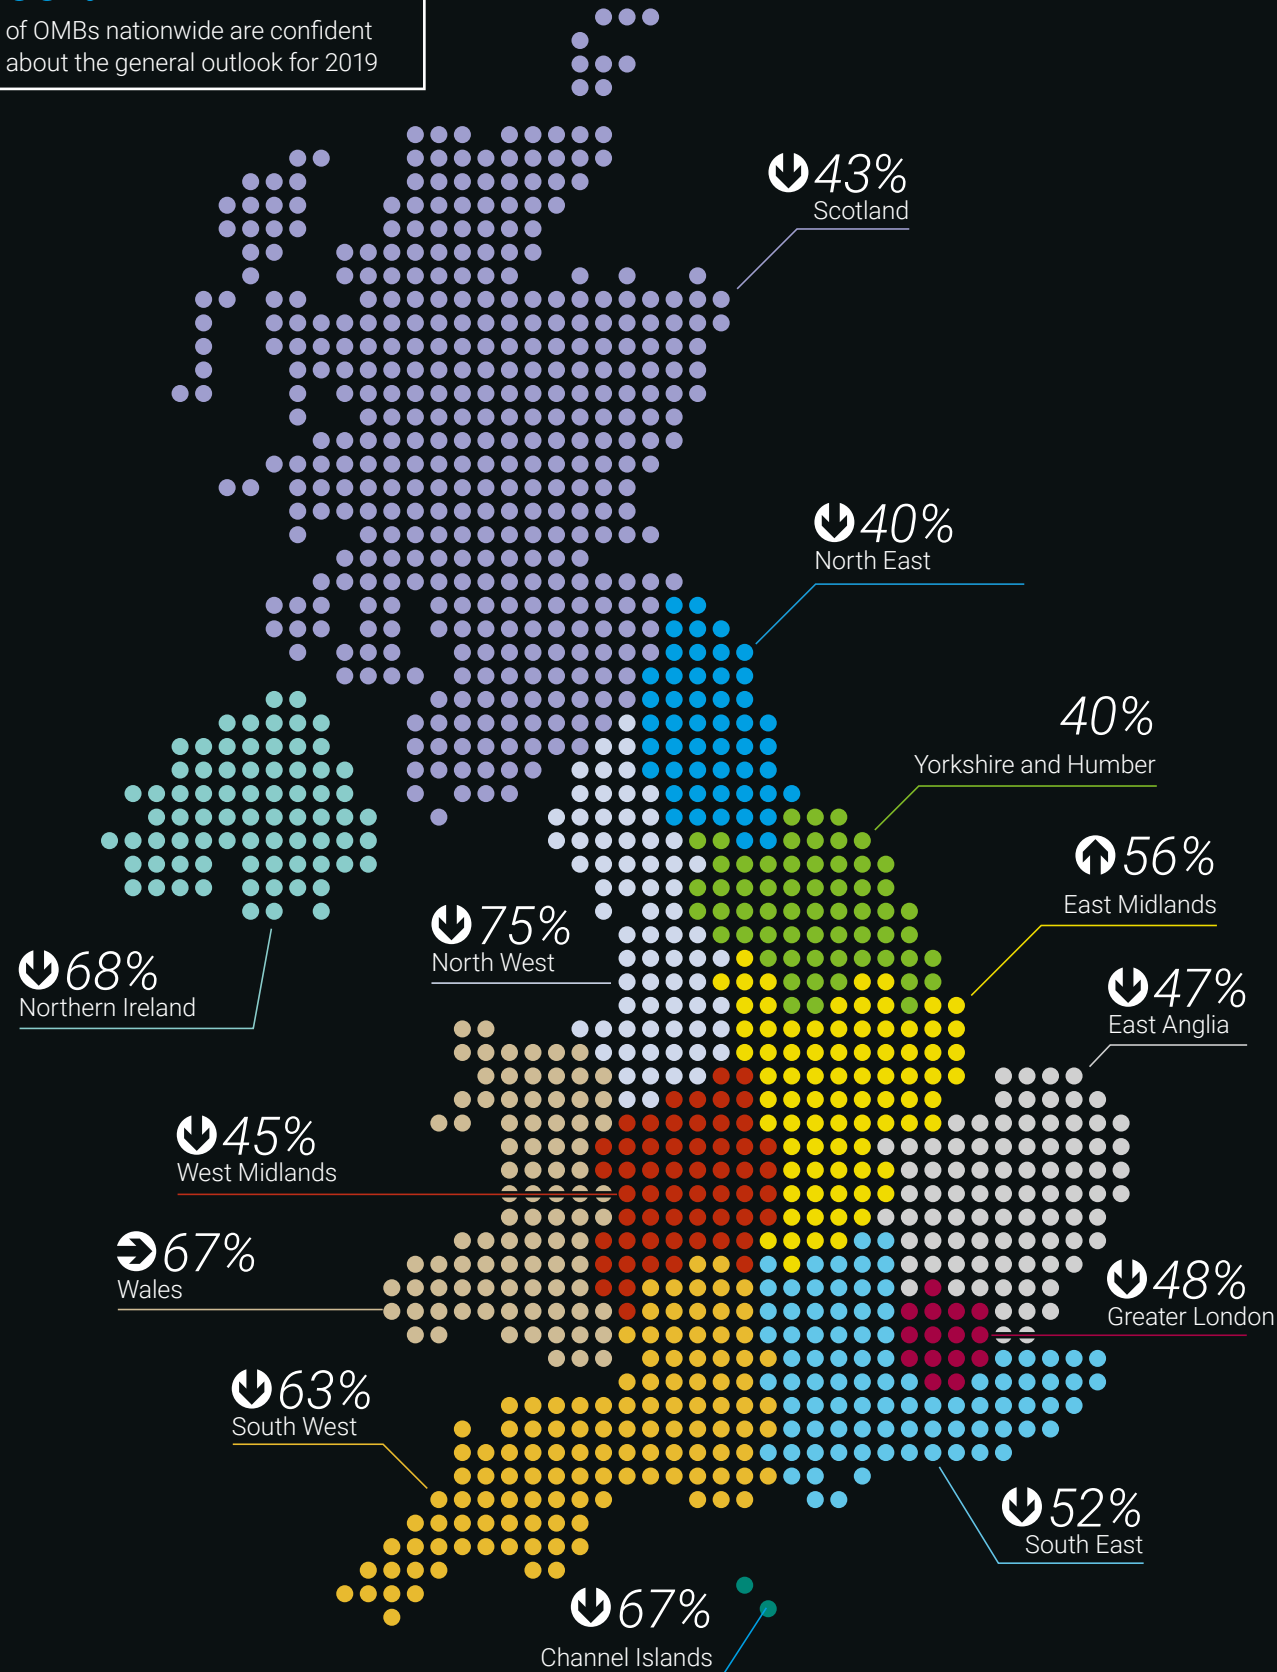 of OMBs nationwide are confident
about the general outlook for 2019
43%
Scotland
40%
North East
40%
Yorkshire and Humber
56%
East Midlands
75%
North West
68%
Northern Ireland
47%
East Anglia
45%
West Midlands
67%
Wales
48%
Greater London
63%
South West
52%
South East
67%
Channel Islands